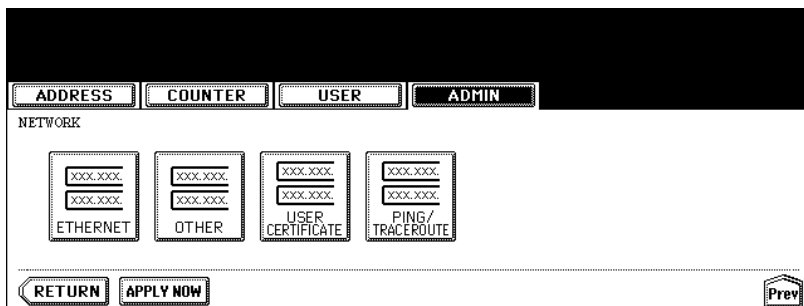 ADDRESS COUNTER USER ADMIN
NETWORK
XXX.XXX. XXX.XXX. XXX.XXX. XXX.XXX.
XXX.XXX. XXX.XXX. XXX.XXX. XXX.XXX.
ETHERNET OTHER USER CERTIFICATE PING/ TRACEROUTE
RETURN APPLY NOW Prev